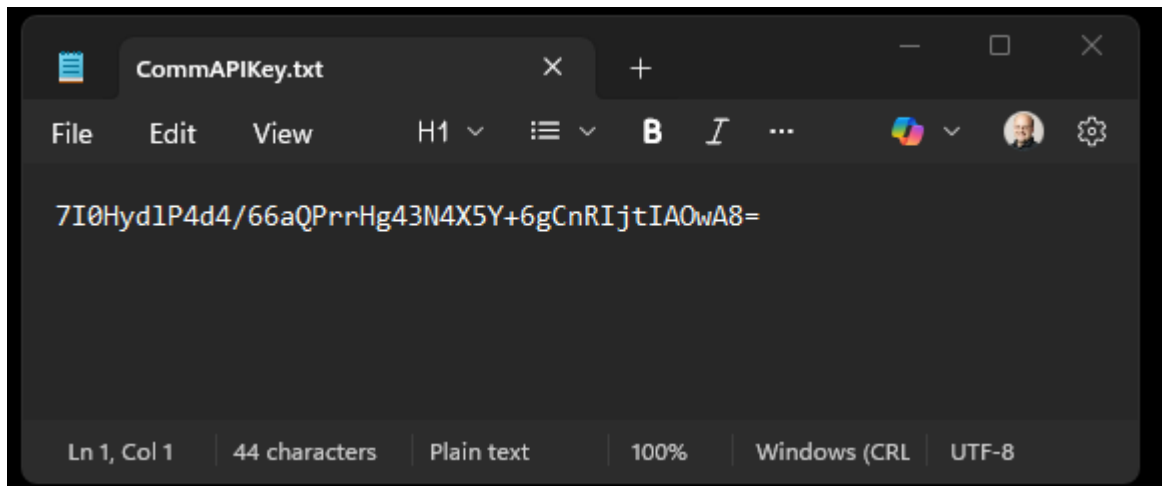 CommAPIKey.txt
File Edit View H1 B I ...
7I0HydlP4d4/66aQPrrHg43N4X5Y+6gCnRIjtIAOwA8=
Ln 1, Col 1 44 characters Plain text 100% Windows (CRL UTF-8